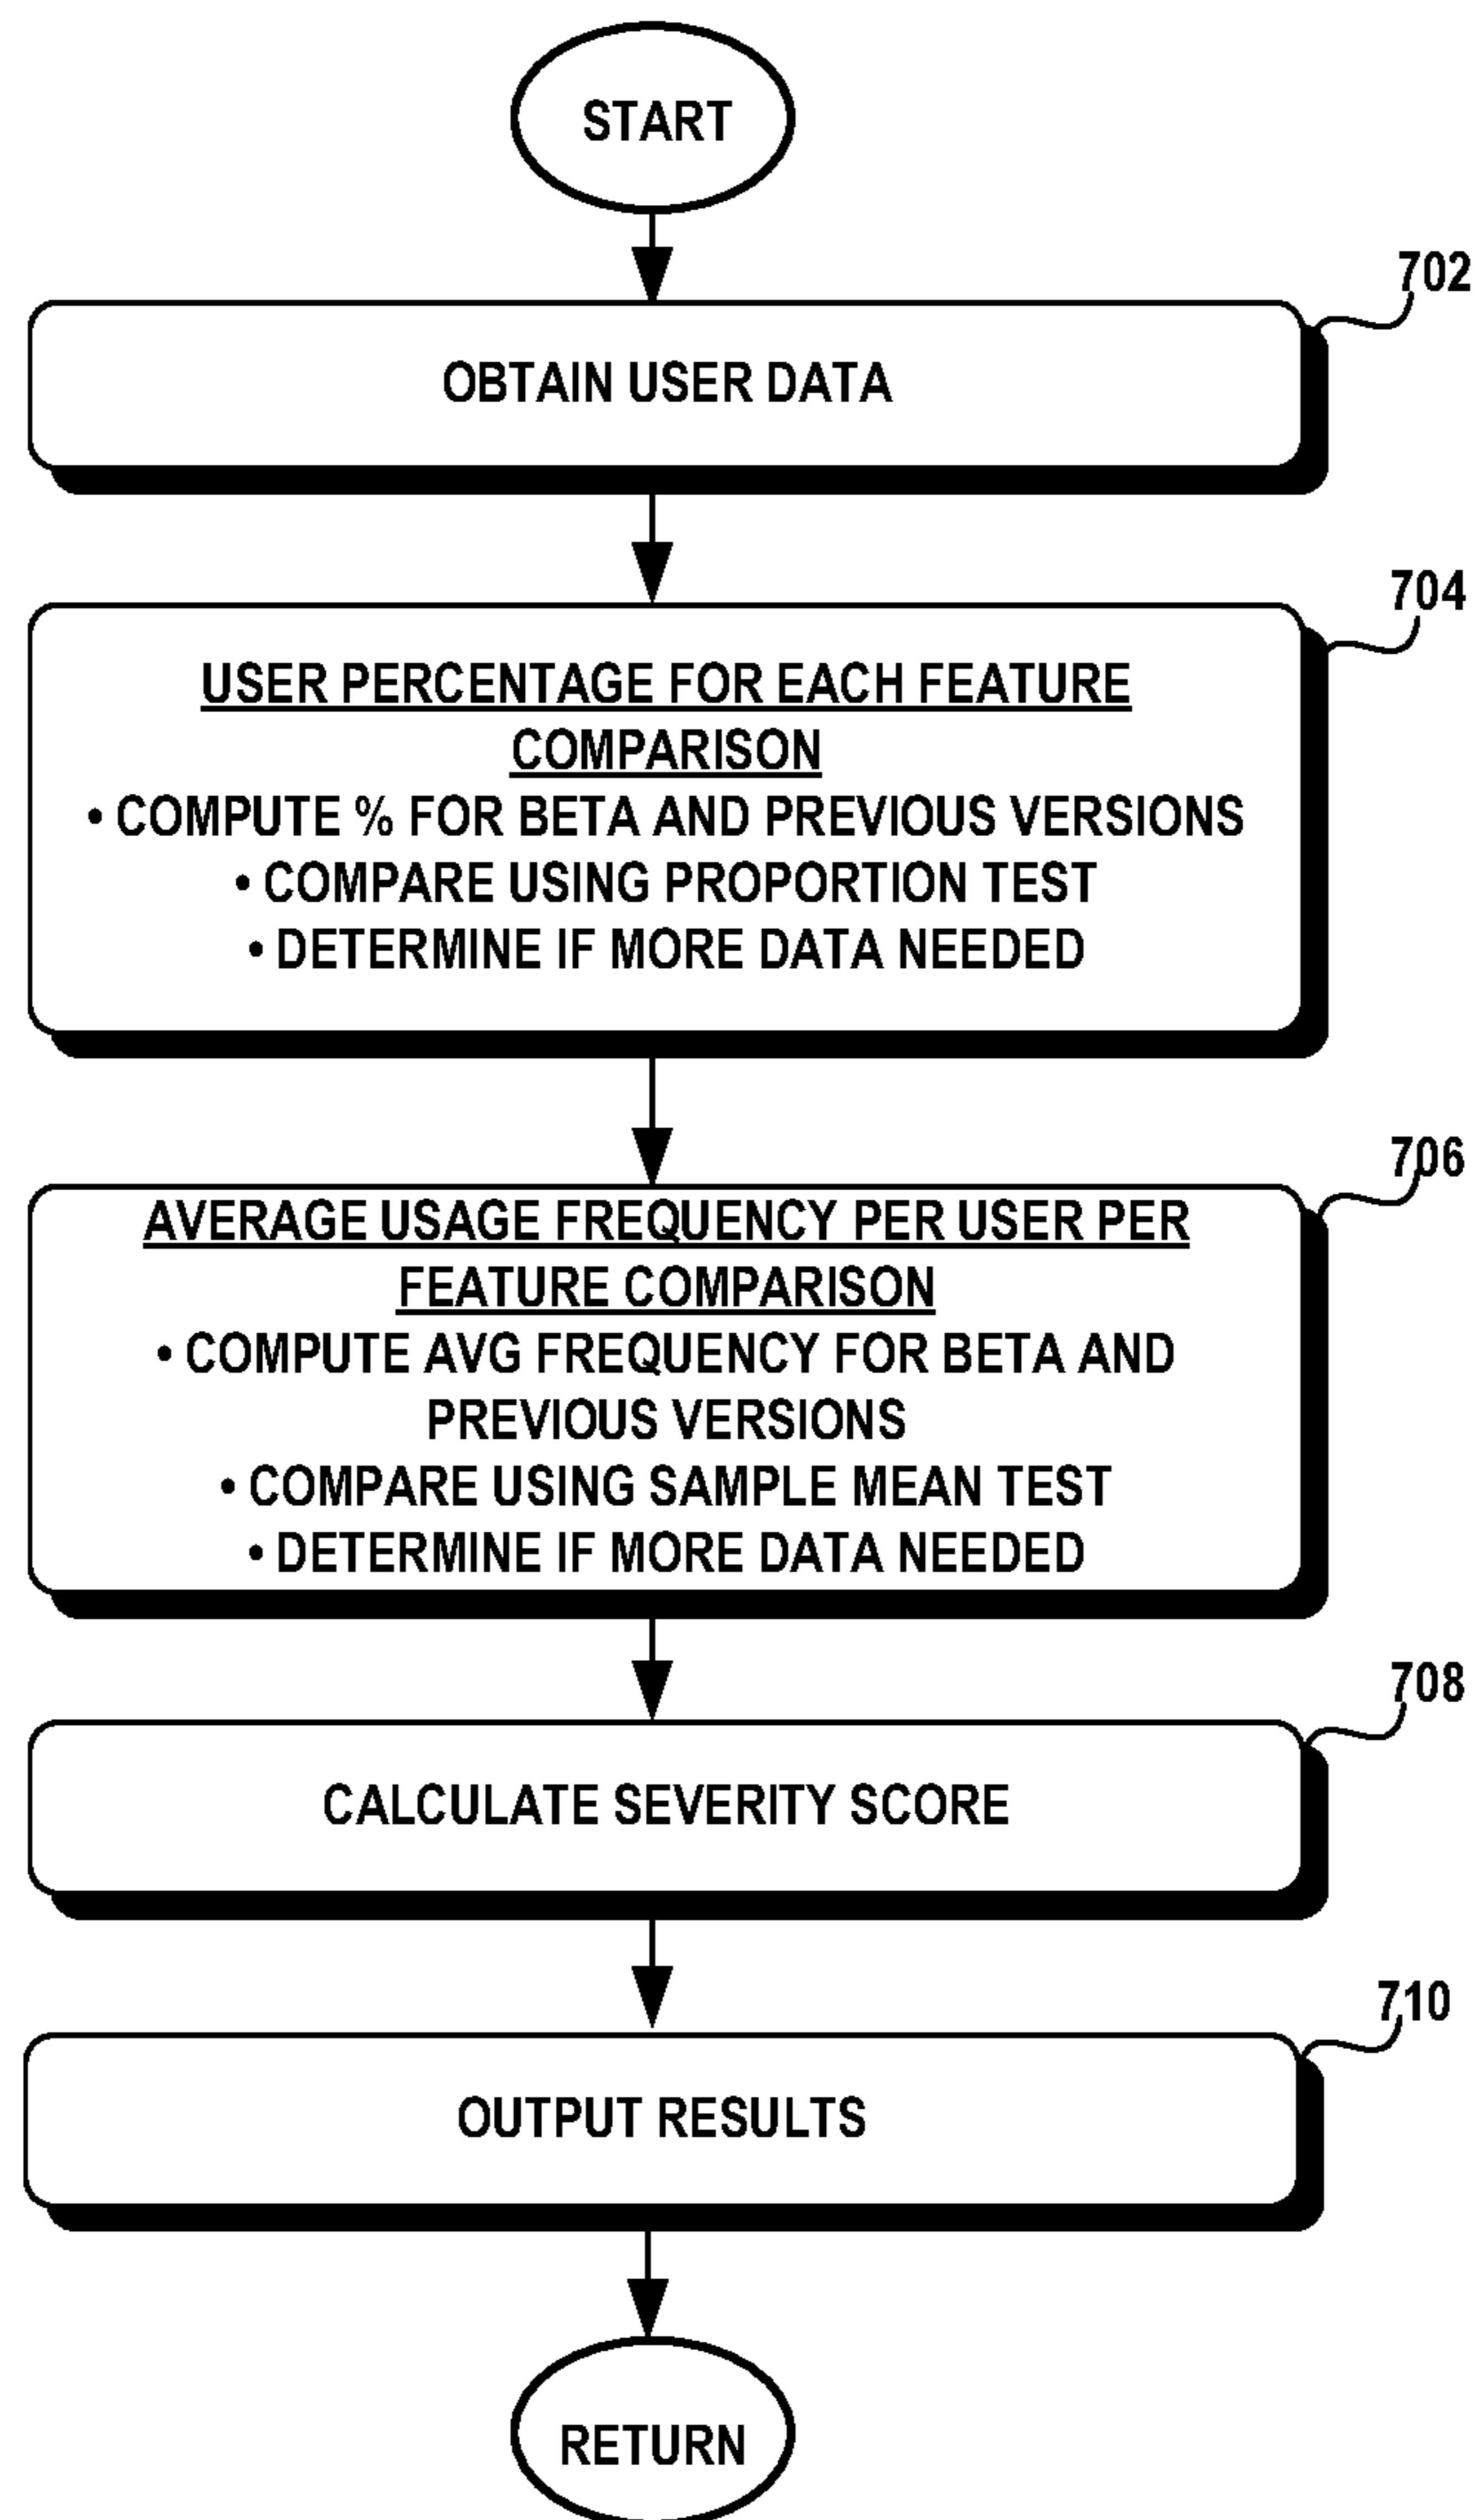 START
702
OBTAIN USER DATA
704
USER PERCENTAGE FOR EACH FEATURE
COMPARISON
• COMPUTE % FOR BETA AND PREVIOUS VERSIONS
• COMPARE USING PROPORTION TEST
• DETERMINE IF MORE DATA NEEDED
706
AVERAGE USAGE FREQUENCY PER USER PER
FEATURE COMPARISON
• COMPUTE AVG FREQUENCY FOR BETA AND
PREVIOUS VERSIONS
• COMPARE USING SAMPLE MEAN TEST
• DETERMINE IF MORE DATA NEEDED
708
CALCULATE SEVERITY SCORE
710
OUTPUT RESULTS
RETURN